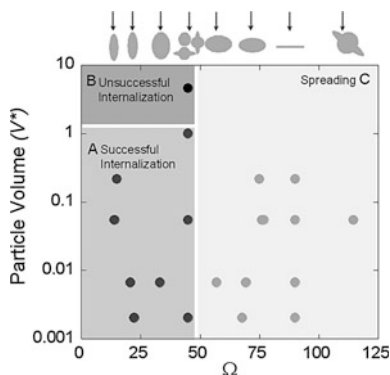 10
B Unsuccessful
Internalization
Spreading C
1
A Successful
Internalization
0.1
0.01
0.001
0 25 50 75 100 125
Particle Volume (V*)
Ω